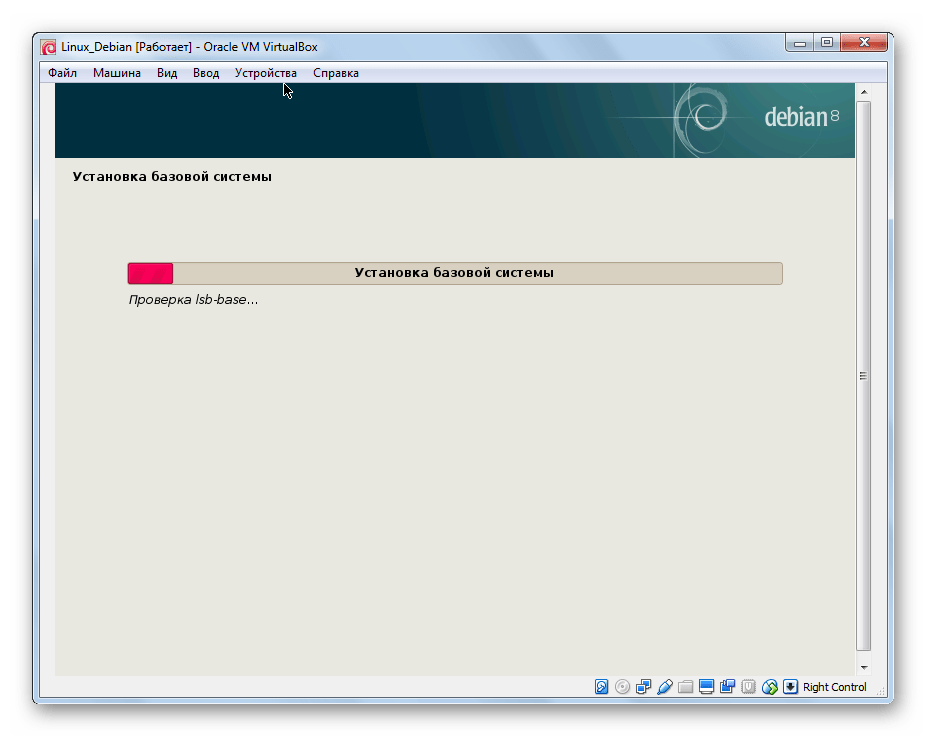 Linux_Debian [Работает] - Oracle VM VirtualBox
Файл Машина Вид Ввод Устройства Справка
debian 8
Установка базовой системы
Установка базовой системы
Проверка lsb-base...
Right Control